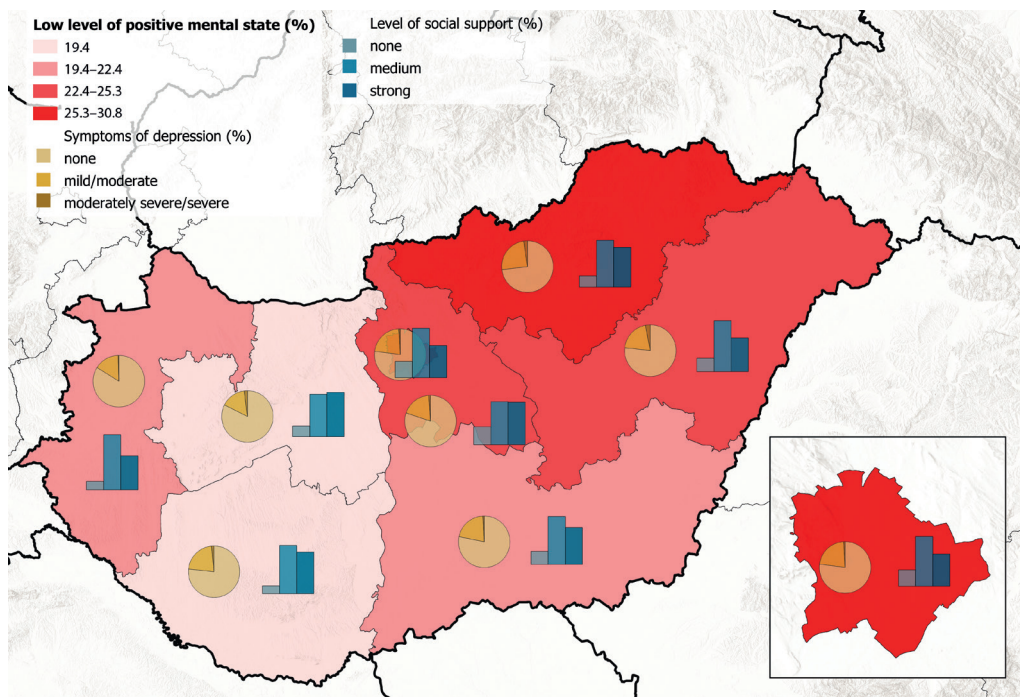 Low level of positive mental state (%)
19.4
19.4–22.4
22.4–25.3
25.3–30.8
Symptoms of depression (%)
none
mild/moderate
moderately severe/severe
Level of social support (%)
none
medium
strong